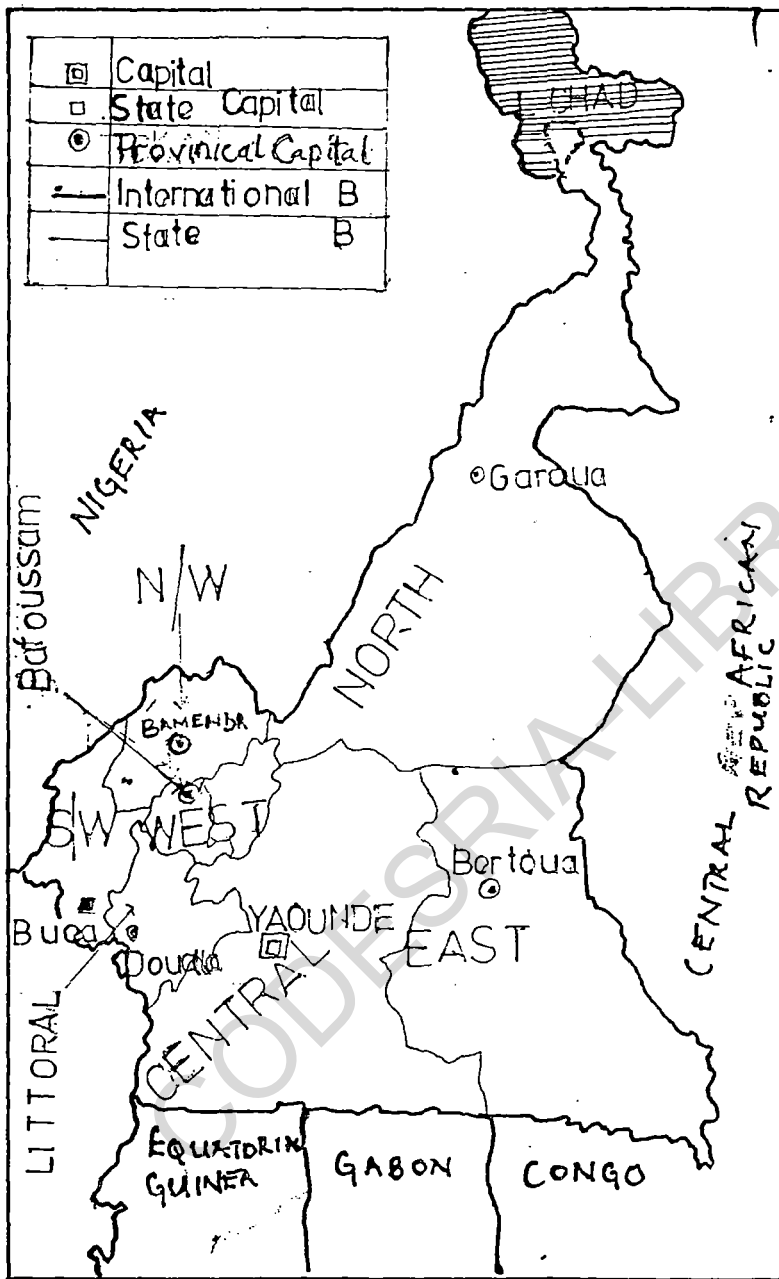 Capital
State Capital
Provinical Capital
International B
State B
L CHAD
NIGERIA
Garoua
Bafoussam
N/W
NORTH
CENTRAL AFRICAN
REPUBLIC
BAMENDA
S/W
WEST
Bertoua
Buea
Douala
YAOUNDE
EAST
CENTRAL
LITTORAL
EQUATORIA
GUINEA
GABON
CONGO
CODESRIA-LIBR